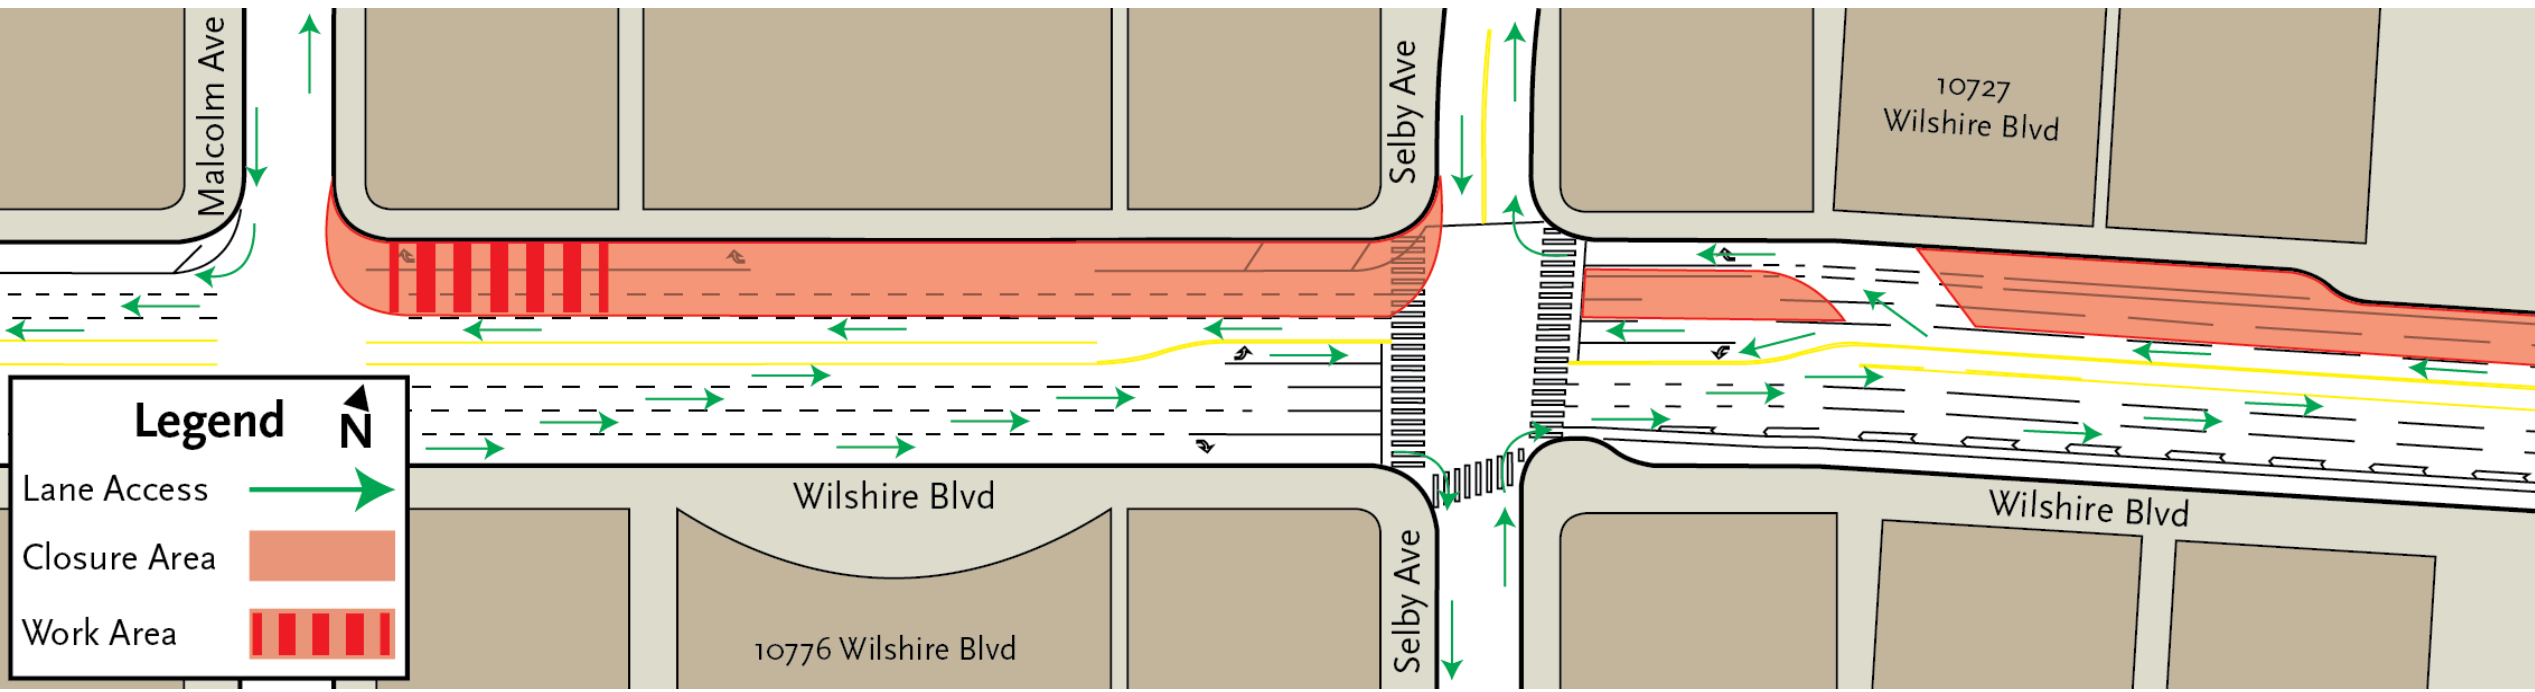 Malcolm Ave
Selby Ave
10727
Wilshire Blvd
Legend
N
Lane Access
Closure Area
Work Area
Wilshire Blvd
Wilshire Blvd
10776 Wilshire Blvd
Selby Ave